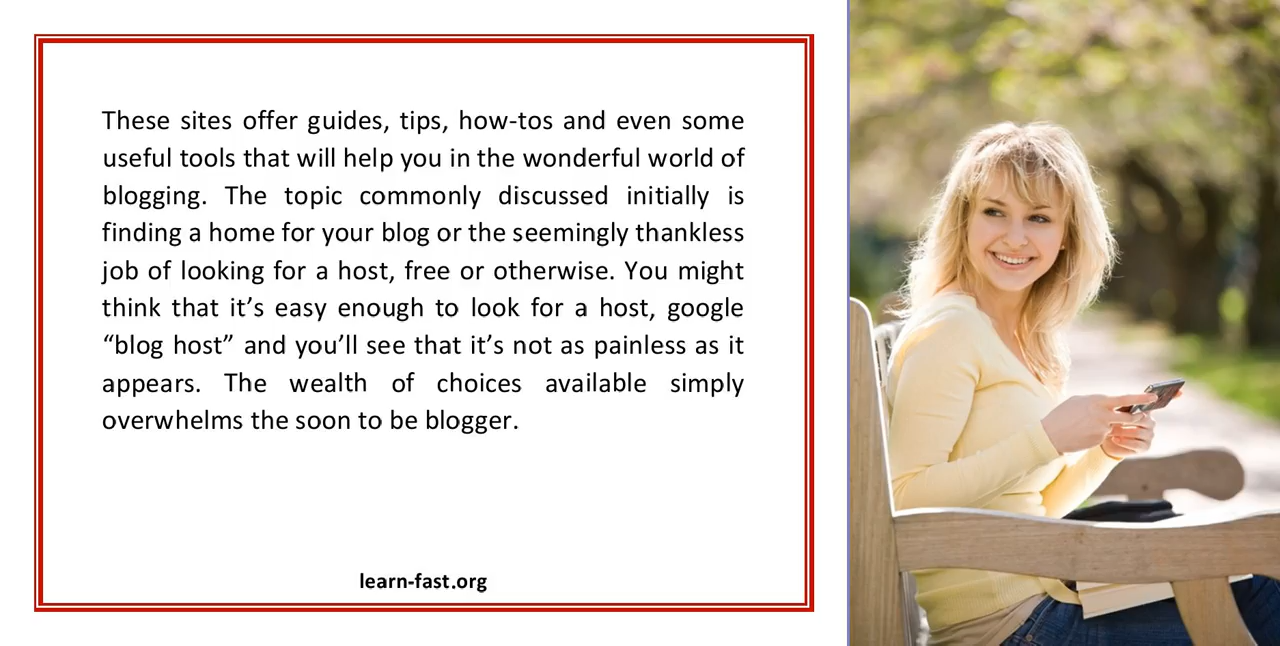 These sites offer guides, tips, how-tos and even some
useful tools that will help you in the wonderful world of
blogging. The topic commonly discussed initially is
finding a home for your blog or the seemingly thankless
job of looking for a host, free or otherwise. You might
think that it’s easy enough to look for a host, google
“blog host” and you’ll see that it’s not as painless as it
appears. The wealth of choices available simply
overwhelms the soon to be blogger.
learn-fast.org